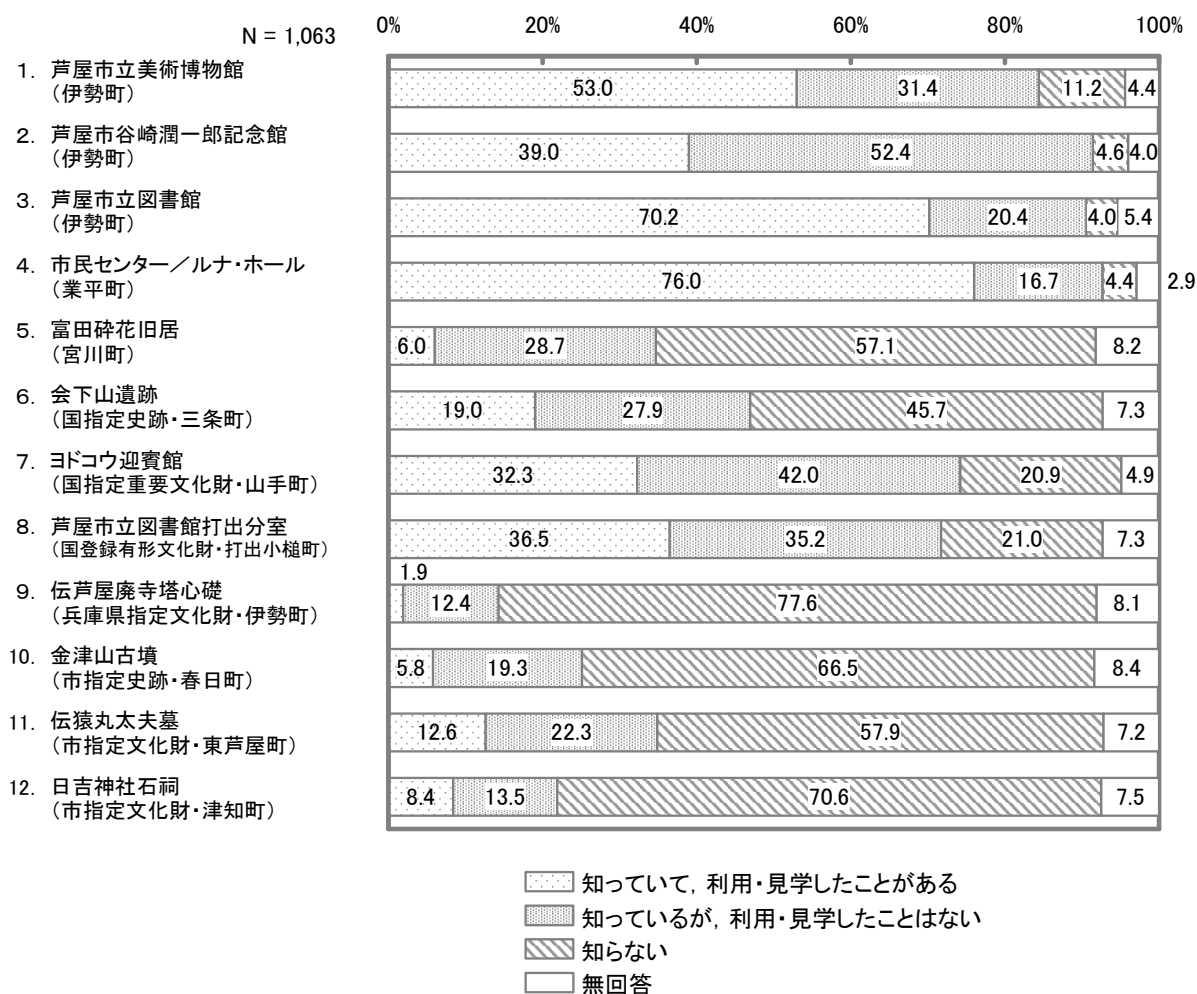 N = 1,063
0% 20% 40% 60% 80% 100%
1. 芦屋市立美術博物館
（伊勢町）
53.0 31.4 11.2 4.4
2. 芦屋市谷崎潤一郎記念館
（伊勢町）
39.0 52.4 4.6 4.0
3. 芦屋市立図書館
（伊勢町）
70.2 20.4 4.0 5.4
4. 市民センター／ルナ・ホール
（業平町）
76.0 16.7 4.4 2.9
5. 富田砕花旧居
（宮川町）
6.0 28.7 57.1 8.2
6. 会下山遺跡
（国指定史跡・三条町）
19.0 27.9 45.7 7.3
7. ヨドコウ迎賓館
（国指定重要文化財・山手町）
32.3 42.0 20.9 4.9
8. 芦屋市立図書館打出分室
（国登録有形文化財・打出小槌町）
36.5 35.2 21.0 7.3
9. 伝芦屋廃寺塔心礎
（兵庫県指定文化財・伊勢町）
1.9 12.4 77.6 8.1
10. 金津山古墳
（市指定史跡・春日町）
5.8 19.3 66.5 8.4
11. 伝猿丸太夫墓
（市指定文化財・東芦屋町）
12.6 22.3 57.9 7.2
12. 日吉神社石祠
（市指定文化財・津知町）
8.4 13.5 70.6 7.5
知っていて，利用・見学したことがある
知っているが，利用・見学したことはない
知らない
無回答